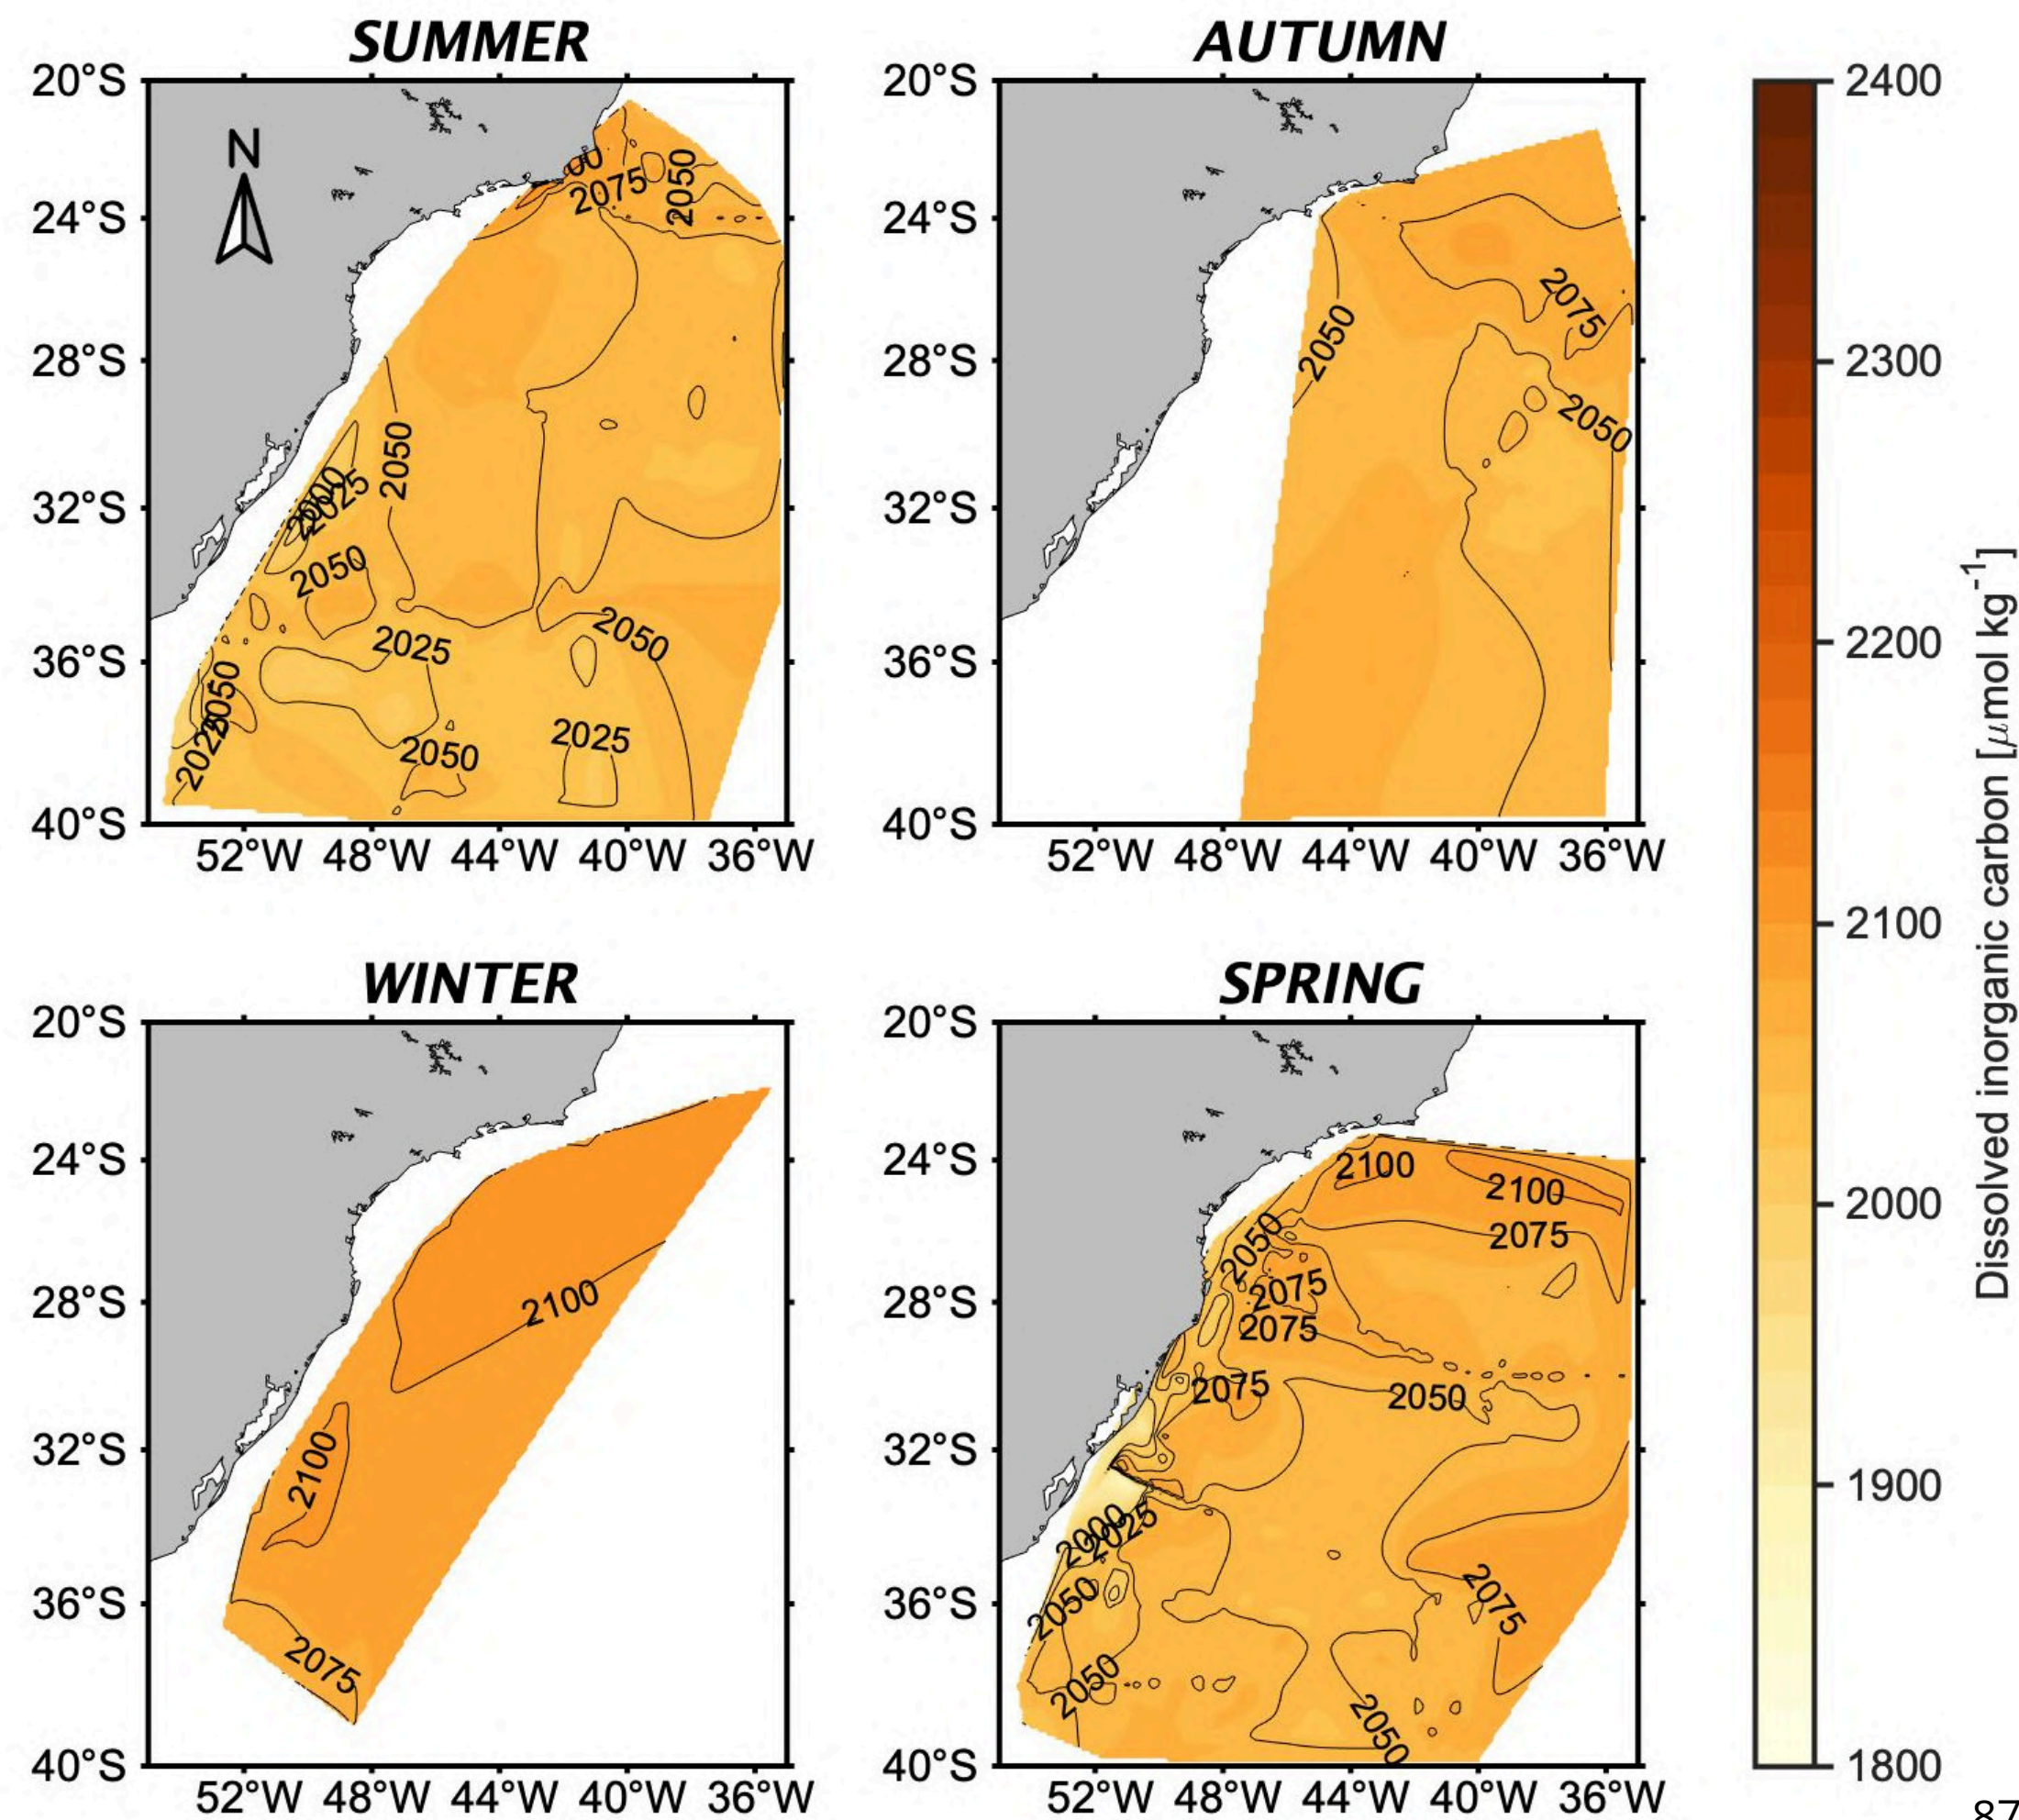 SUMMER
AUTUMN
20°S
24°S
28°S
32°S
36°S
40°S
52°W 48°W 44°W 40°W 36°W
N
2075
2050
2050
2025
2050
2025
2050
2050
2025
2050
2025
20°S
24°S
28°S
32°S
36°S
40°S
52°W 48°W 44°W 40°W 36°W
2050
2075
2050
WINTER
SPRING
20°S
24°S
28°S
32°S
36°S
40°S
52°W 48°W 44°W 40°W 36°W
2100
2100
2075
20°S
24°S
28°S
32°S
36°S
40°S
52°W 48°W 44°W 40°W 36°W
2100
2100
2075
2050
2075
2075
2075
2050
2000
2025
2050
2050
2075
2050
2400
2300
2200
2100
2000
1900
1800
Dissolved inorganic carbon [μmol kg⁻¹]
87